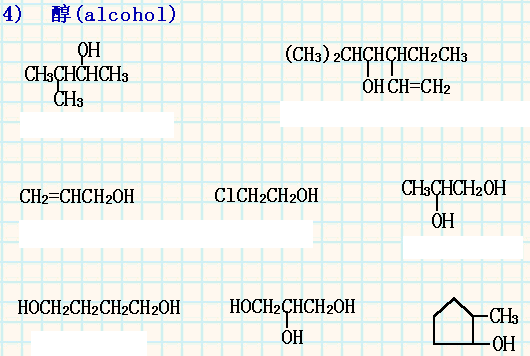 4) 醇(alcohol)
OH
CH₃CHCHCH₃
CH₃
(CH₃)₂CHCHCHCH₂CH₃
OH CH=CH₂
CH₂=CHCH₂OH
ClCH₂CH₂OH
CH₃CHCH₂OH
OH
HOCH₂CH₂CH₂CH₂OH
HOCH₂CHCH₂OH
OH
CH₃
OH